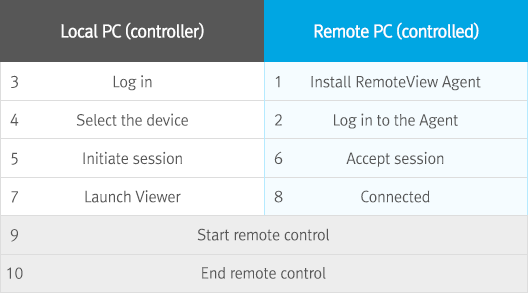 Local PC (controller) Remote PC (controlled)
3 Log in 1 Install RemoteView Agent
4 Select the device 2 Log in to the Agent
5 Initiate session 6 Accept session
7 Launch Viewer 8 Connected
9 Start remote control
10 End remote control